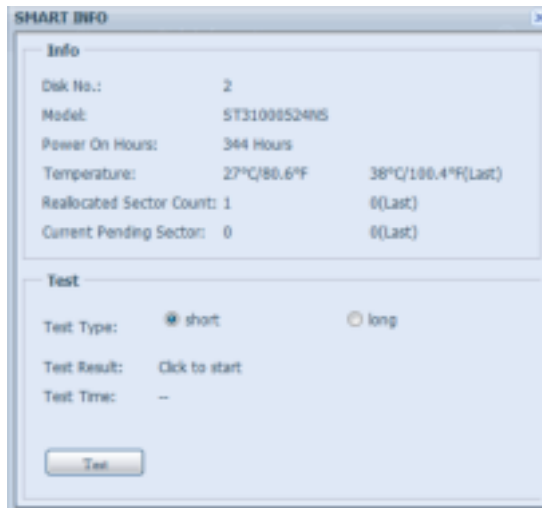 SMART INFO
Info
Disk No.: 2
Model: ST31000524NS
Power On Hours: 344 Hours
Temperature: 27°C/80.6°F 38°C/100.4°F(Last)
Reallocated Sector Count: 1 0(Last)
Current Pending Sector: 0 0(Last)
Test
Test Type: short long
Test Result: Click to start
Test Time: --
Test